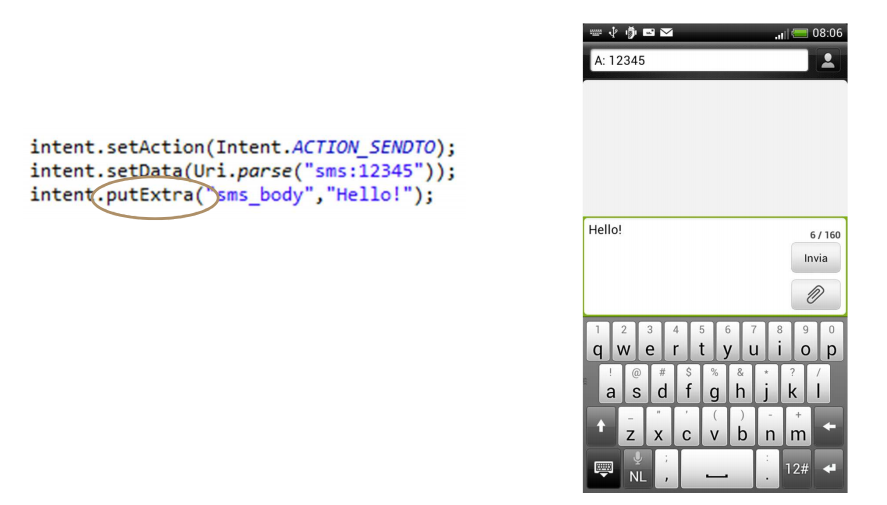 intent.setAction(Intent.ACTION_SENDTO);
intent.setData(Uri.parse("sms:12345"));
intent.putExtra("sms_body","Hello!");
08:06
A: 12345
Hello!
6 / 160
Invia
1 2 3 4 5 6 7 8 9 0
q w e r t y u i o p
! @ # $ % & * ? /
a s d f g h j k l
_ " ' ( ) - +
z x c v b n m
; :
NL , . 12#